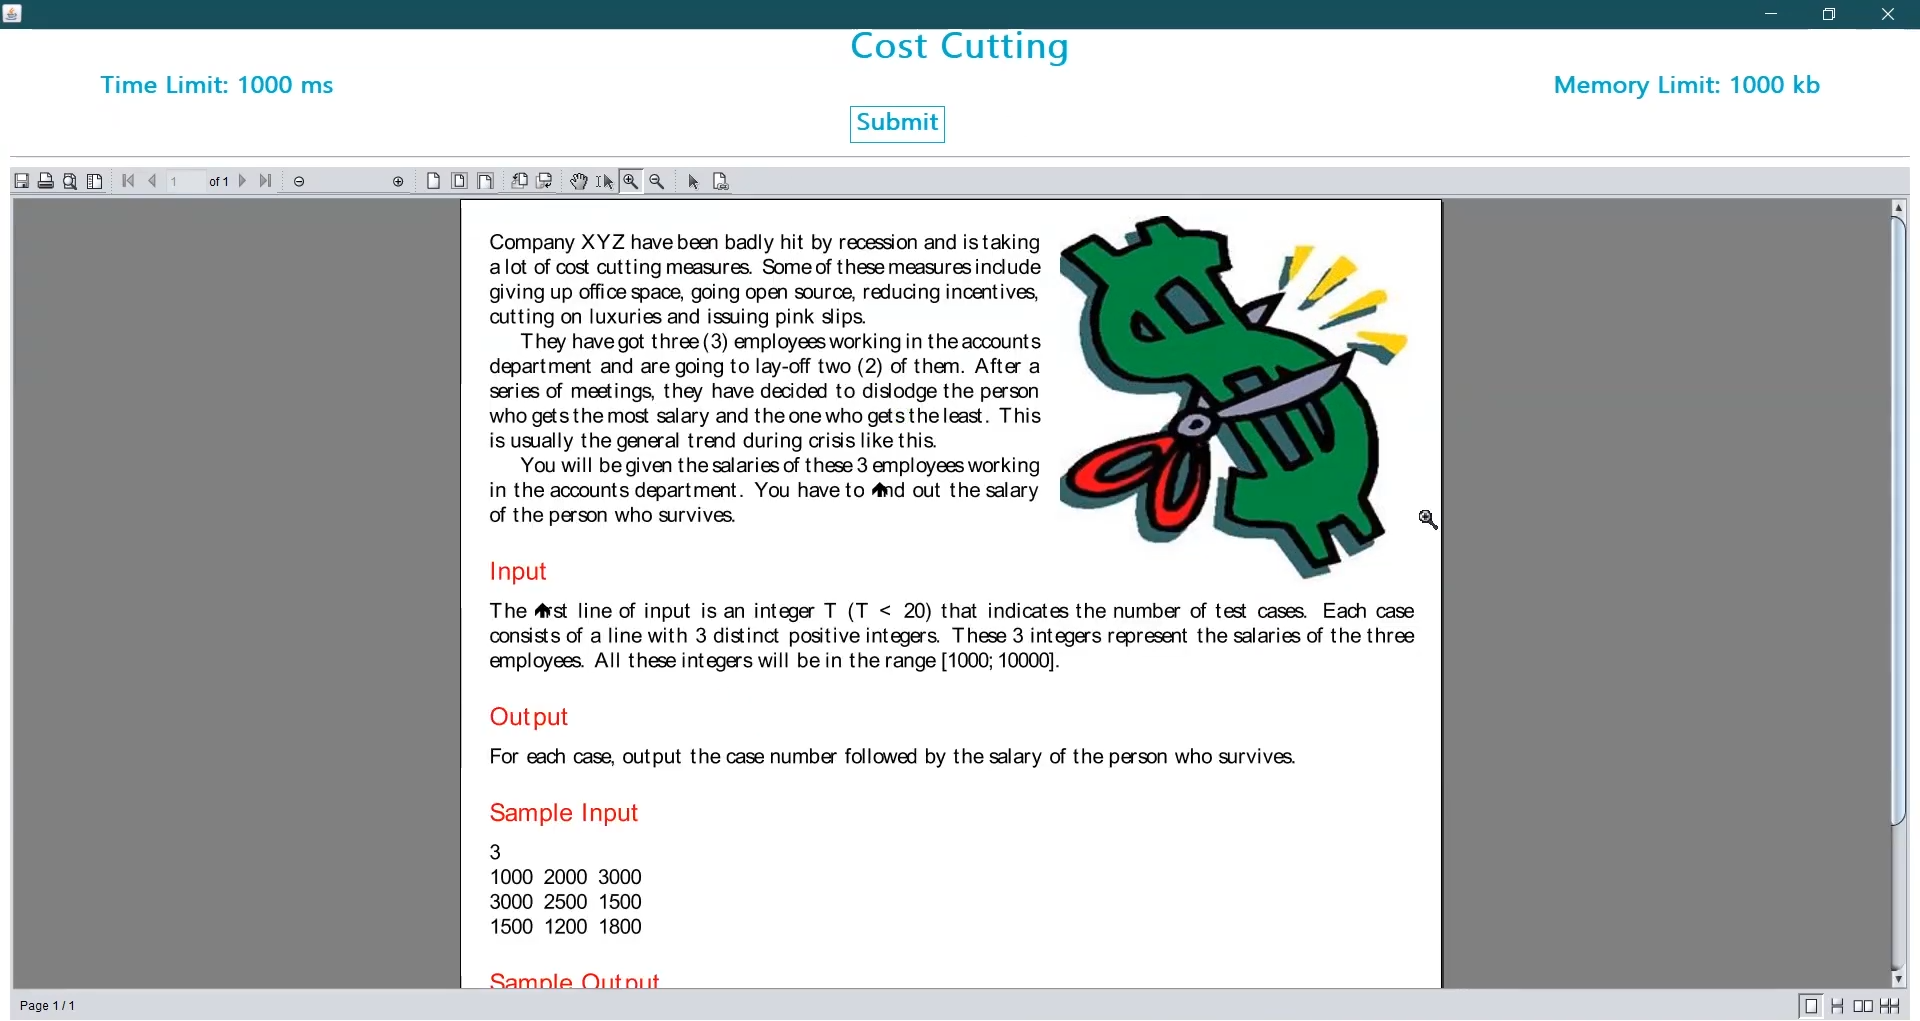 Cost Cutting
Time Limit: 1000 ms
Memory Limit: 1000 kb
Submit
1
of 1
Company XYZ have been badly hit by recession and is taking
a lot of cost cutting measures. Some of these measures include
giving up office space, going open source, reducing incentives,
cutting on luxuries and issuing pink slips.
They have got three (3) employees working in the accounts
department and are going to lay-off two (2) of them. After a
series of meetings, they have decided to dislodge the person
who gets the most salary and the one who gets the least. This
is usually the general trend during crisis like this.
You will be given the salaries of these 3 employees working
in the accounts department. You have to nd out the salary
of the person who survives.
Input
The rst line of input is an integer T (T < 20) that indicates the number of test cases. Each case
consists of a line with 3 distinct positive integers. These 3 integers represent the salaries of the three
employees. All these integers will be in the range [1000; 10000].
Output
For each case, output the case number followed by the salary of the person who survives.
Sample Input
3
1000 2000 3000
3000 2500 1500
1500 1200 1800
Sample Output
Page 1 / 1